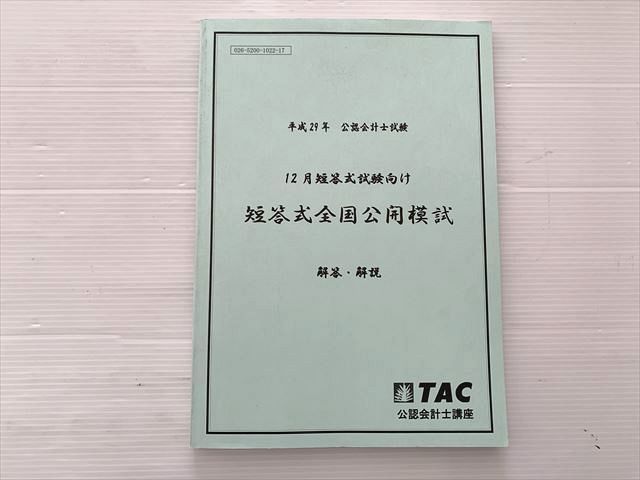 026-5200-1022-17
平成29年 公認会計士試験
12月短答式試験向け
短答式全国公開模試
解答・解説
TAC
公認会計士講座